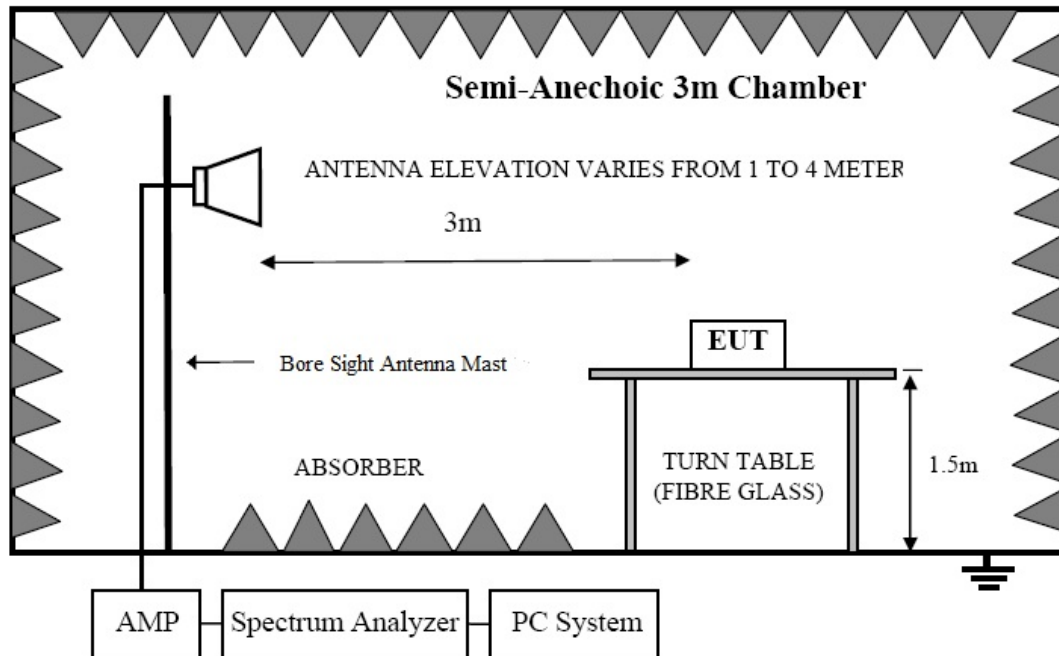 Semi-Anechoic 3m Chamber
ANTENNA ELEVATION VARIES FROM 1 TO 4 METER
3m
EUT
Bore Sight Antenna Mast
ABSORBER
TURN TABLE
(FIBRE GLASS)
1.5m
AMP
Spectrum Analyzer
PC System